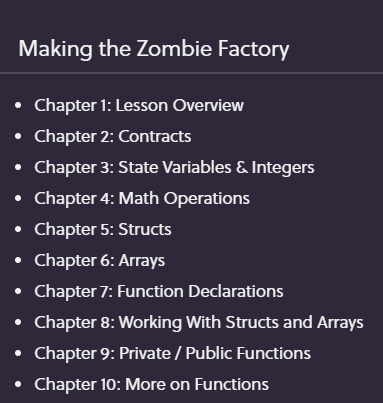 Making the Zombie Factory
• Chapter 1: Lesson Overview
• Chapter 2: Contracts
• Chapter 3: State Variables & Integers
• Chapter 4: Math Operations
• Chapter 5: Structs
• Chapter 6: Arrays
• Chapter 7: Function Declarations
• Chapter 8: Working With Structs and Arrays
• Chapter 9: Private / Public Functions
• Chapter 10: More on Functions